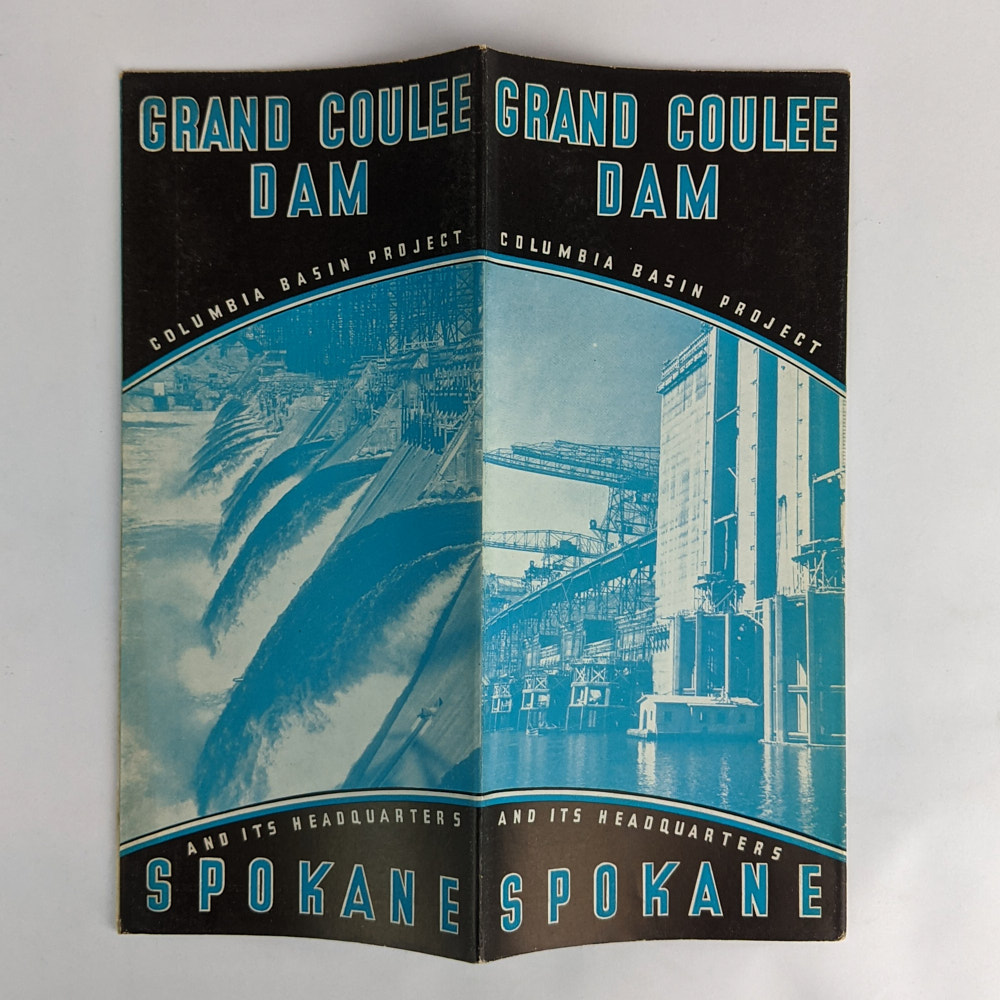 GRAND COULEE
DAM
COLUMBIA BASIN PROJECT
AND ITS HEADQUARTERS
SPOKANE
GRAND COULEE
DAM
COLUMBIA BASIN PROJECT
AND ITS HEADQUARTERS
SPOKANE